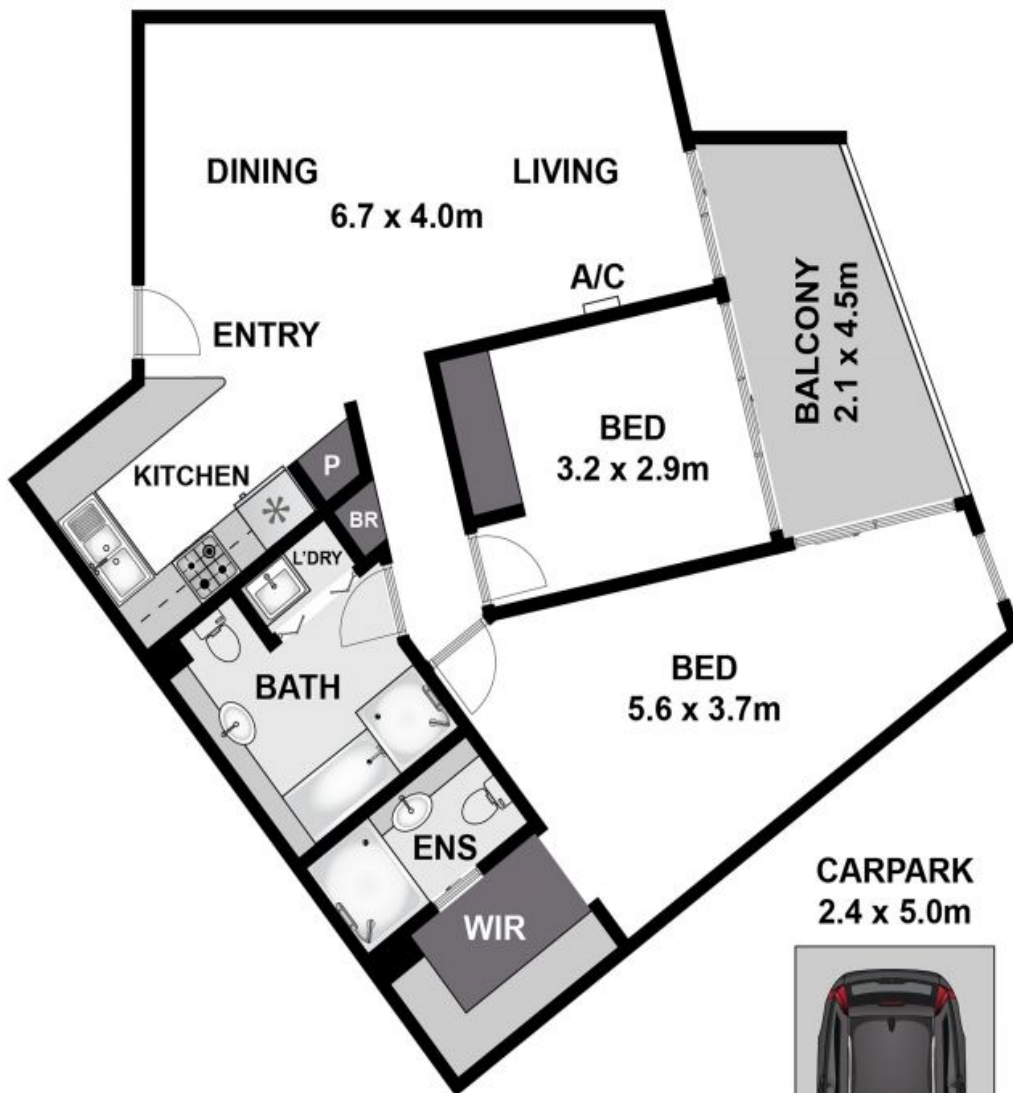 DINING
LIVING
6.7 x 4.0m
A/C
ENTRY
BALCONY
2.1 x 4.5m
BED
3.2 x 2.9m
KITCHEN
P
BR
L'DRY
BATH
BED
5.6 x 3.7m
ENS
WIR
CARPARK
2.4 x 5.0m